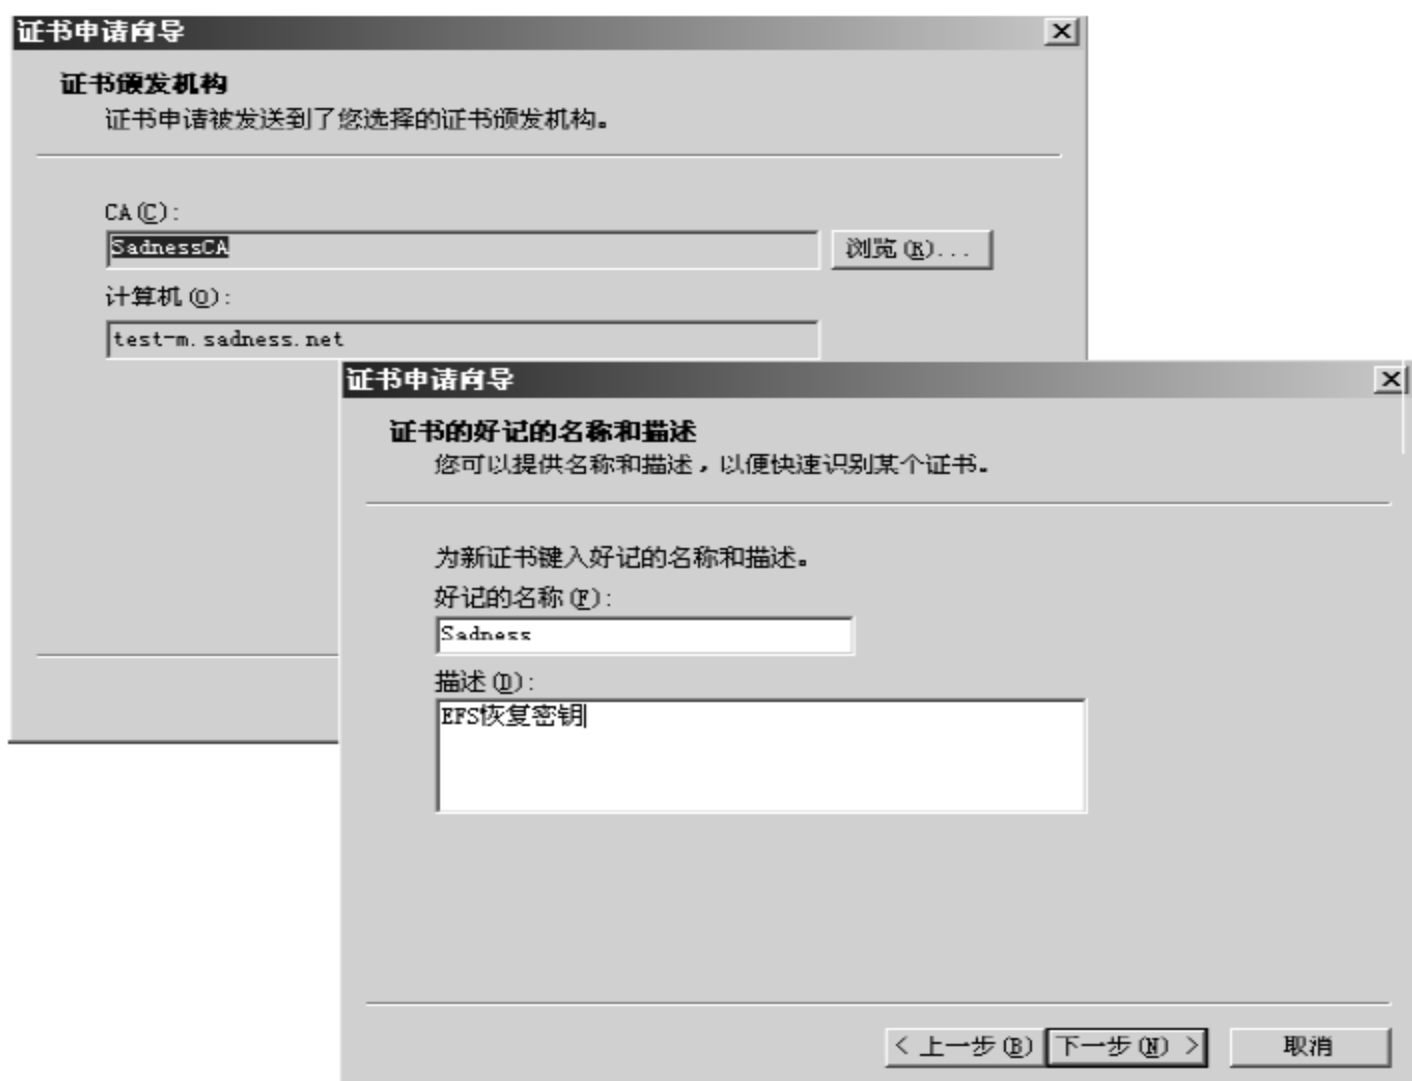 证书申请向导
证书颁发机构
证书申请被发送到了您选择的证书颁发机构。
CA(C):
SadnessCA
浏览(R)...
计算机(O):
test-m.sadness.net
证书申请向导
证书的好记的名称和描述
您可以提供名称和描述，以便快速识别某个证书。
为新证书键入好记的名称和描述。
好记的名称(F):
Sadness
描述(D):
EFS恢复密钥
< 上一步(B) 下一步(N) > 取消